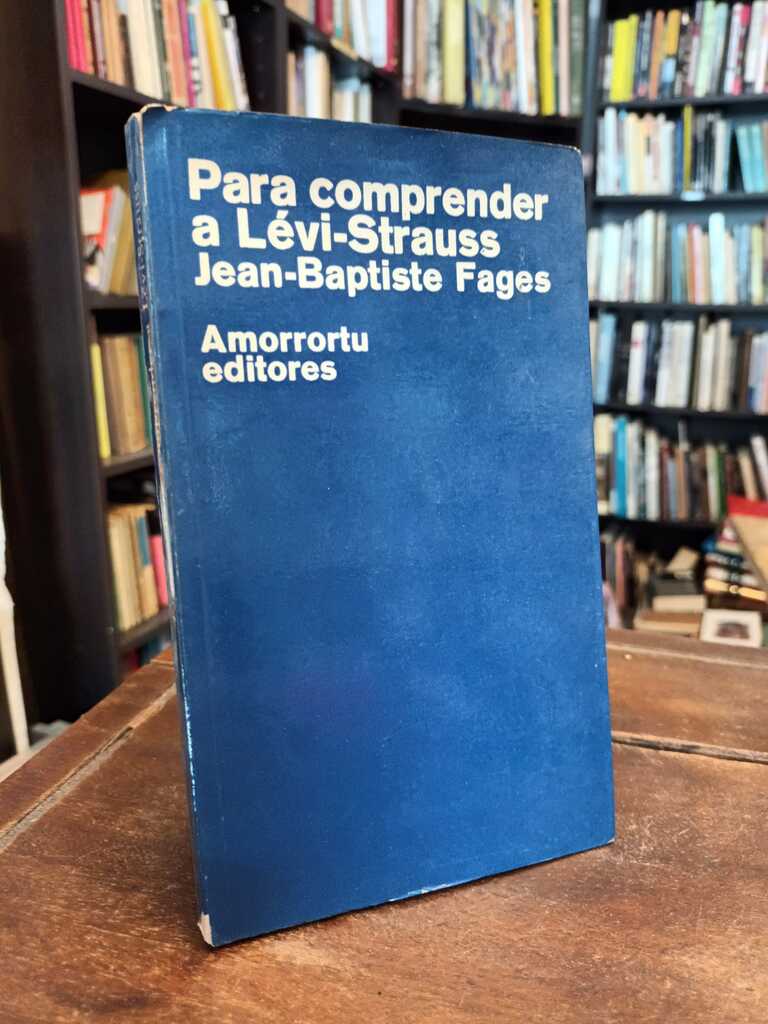 Para comprender
a Lévi-Strauss
Jean-Baptiste Fages
Amorrortu
editores